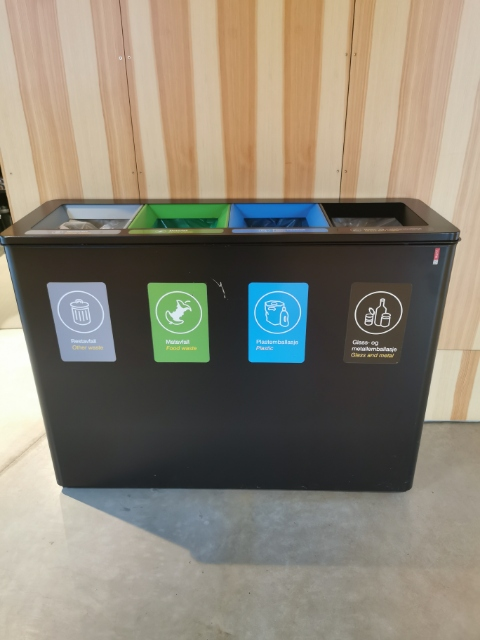 Restavfall
Other waste
Matavfall
Food waste
Plastemballasje
Plastic
Glass- og
metallemballasje
Glass and metal